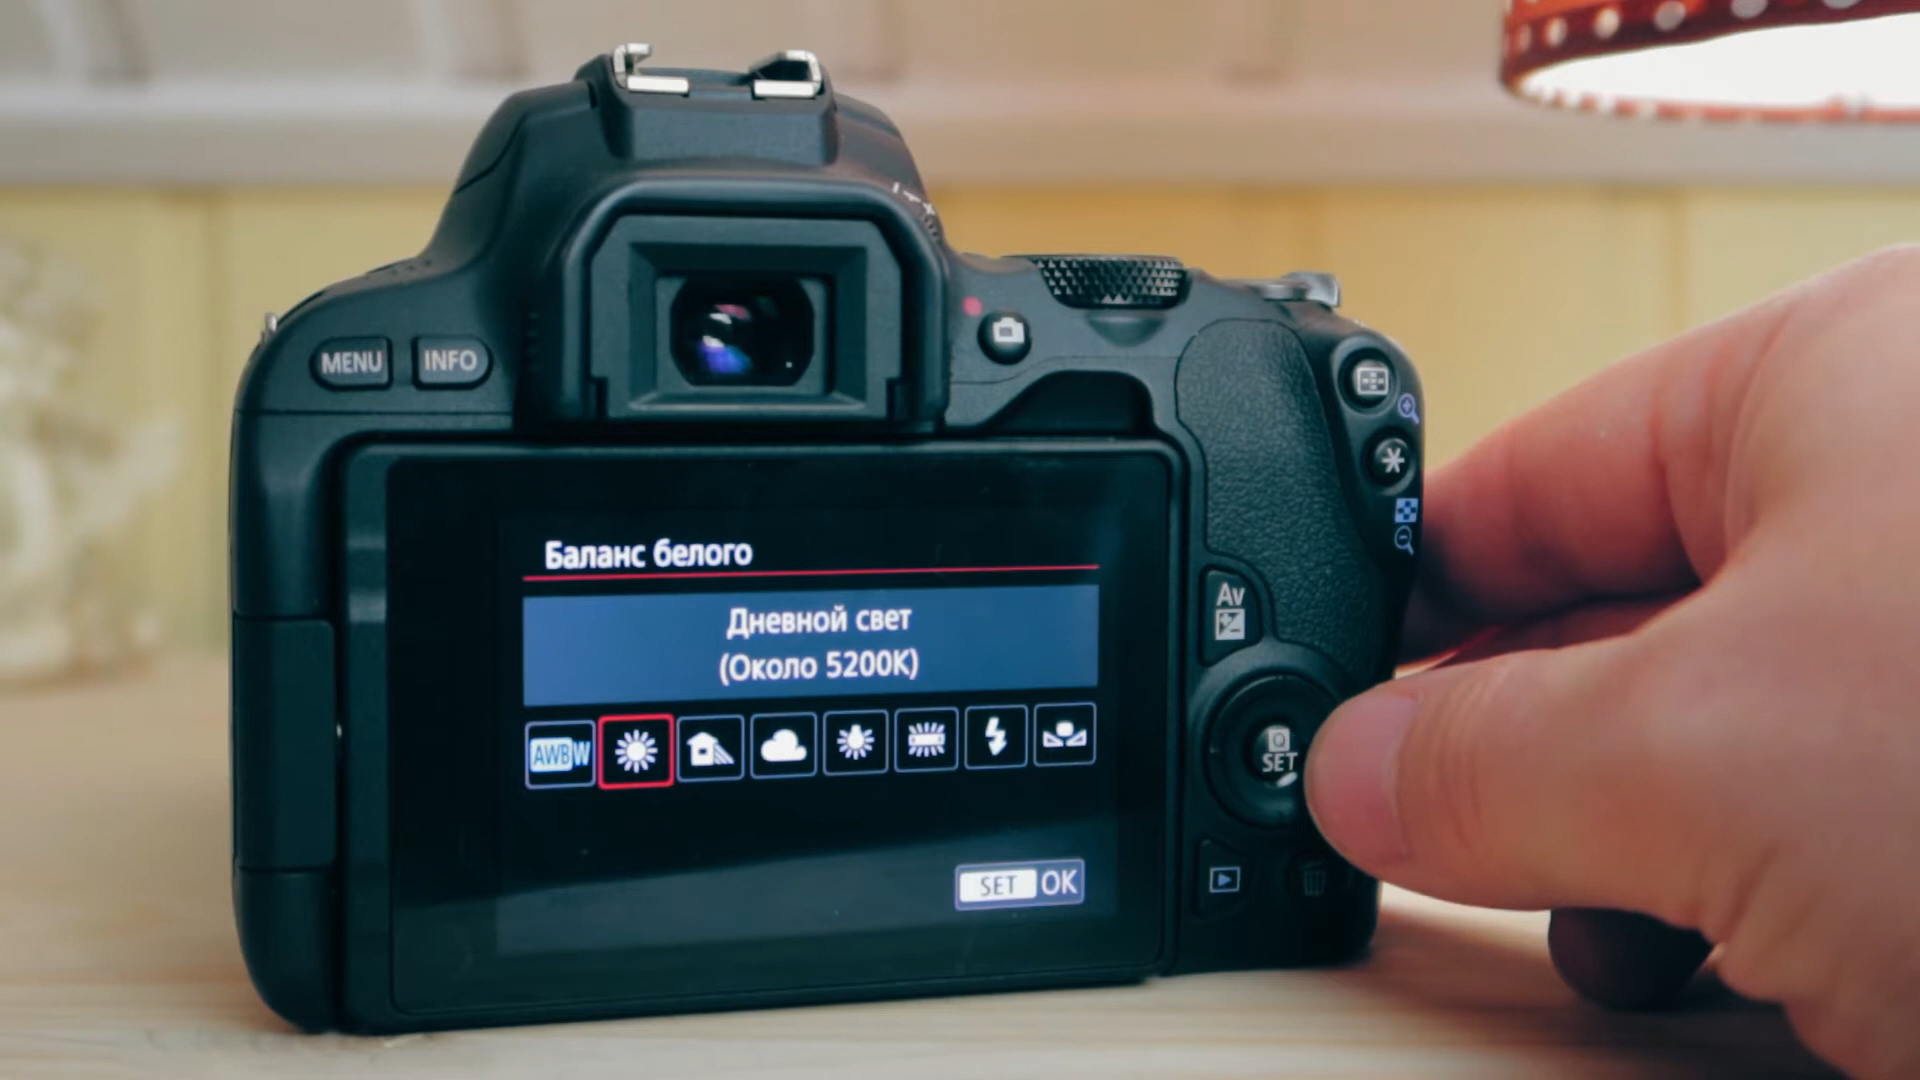 MENU INFO
Av
Баланс белого
Дневной свет
(Около 5200K)
AWBW
Q
SET
SET OK